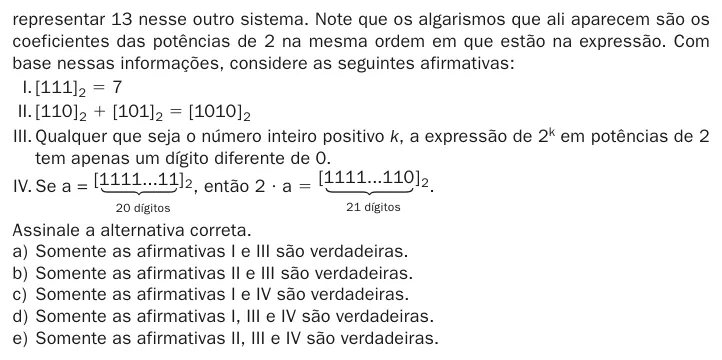 representar 13 nesse outro sistema. Note que os algarismos que ali aparecem são os
coeficientes das potências de 2 na mesma ordem em que estão na expressão. Com
base nessas informações, considere as seguintes afirmativas:
I. [111]₂ = 7
II. [110]₂ + [101]₂ = [1010]₂
III. Qualquer que seja o número inteiro positivo k, a expressão de 2ᵏ em potências de 2
tem apenas um dígito diferente de 0.
IV. Se a = [1111...11]₂, então 2 · a = [1111...110]₂.
20 dígitos 21 dígitos
Assinale a alternativa correta.
a) Somente as afirmativas I e III são verdadeiras.
b) Somente as afirmativas II e III são verdadeiras.
c) Somente as afirmativas I e IV são verdadeiras.
d) Somente as afirmativas I, III e IV são verdadeiras.
e) Somente as afirmativas II, III e IV são verdadeiras.